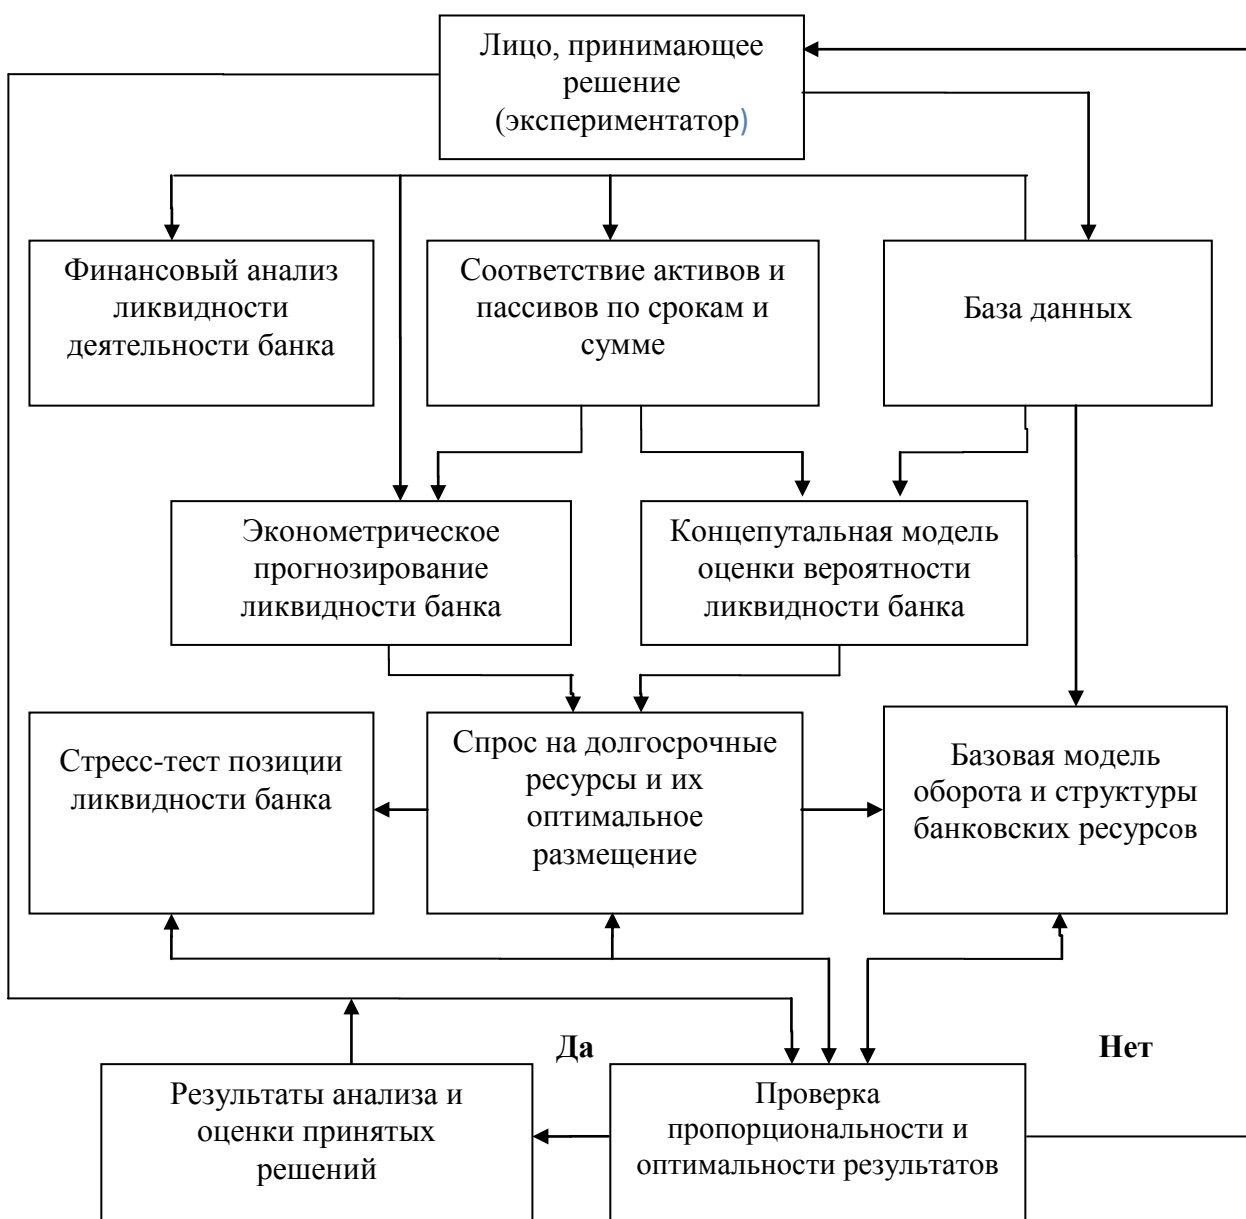 Лицо, принимающее
решение
(экспериментатор)
Финансовый анализ
ликвидности
деятельности банка
Соответствие активов и
пассивов по срокам и
сумме
База данных
Эконометрическое
прогнозирование
ликвидности банка
Концепутальная модель
оценки вероятности
ликвидности банка
Стресс-тест позиции
ликвидности банка
Спрос на долгосрочные
ресурсы и их
оптимальное
размещение
Базовая модель
оборота и структуры
банковских ресурсов
Да
Нет
Результаты анализа и
оценки принятых
решений
Проверка
пропорциональности и
оптимальности результатов